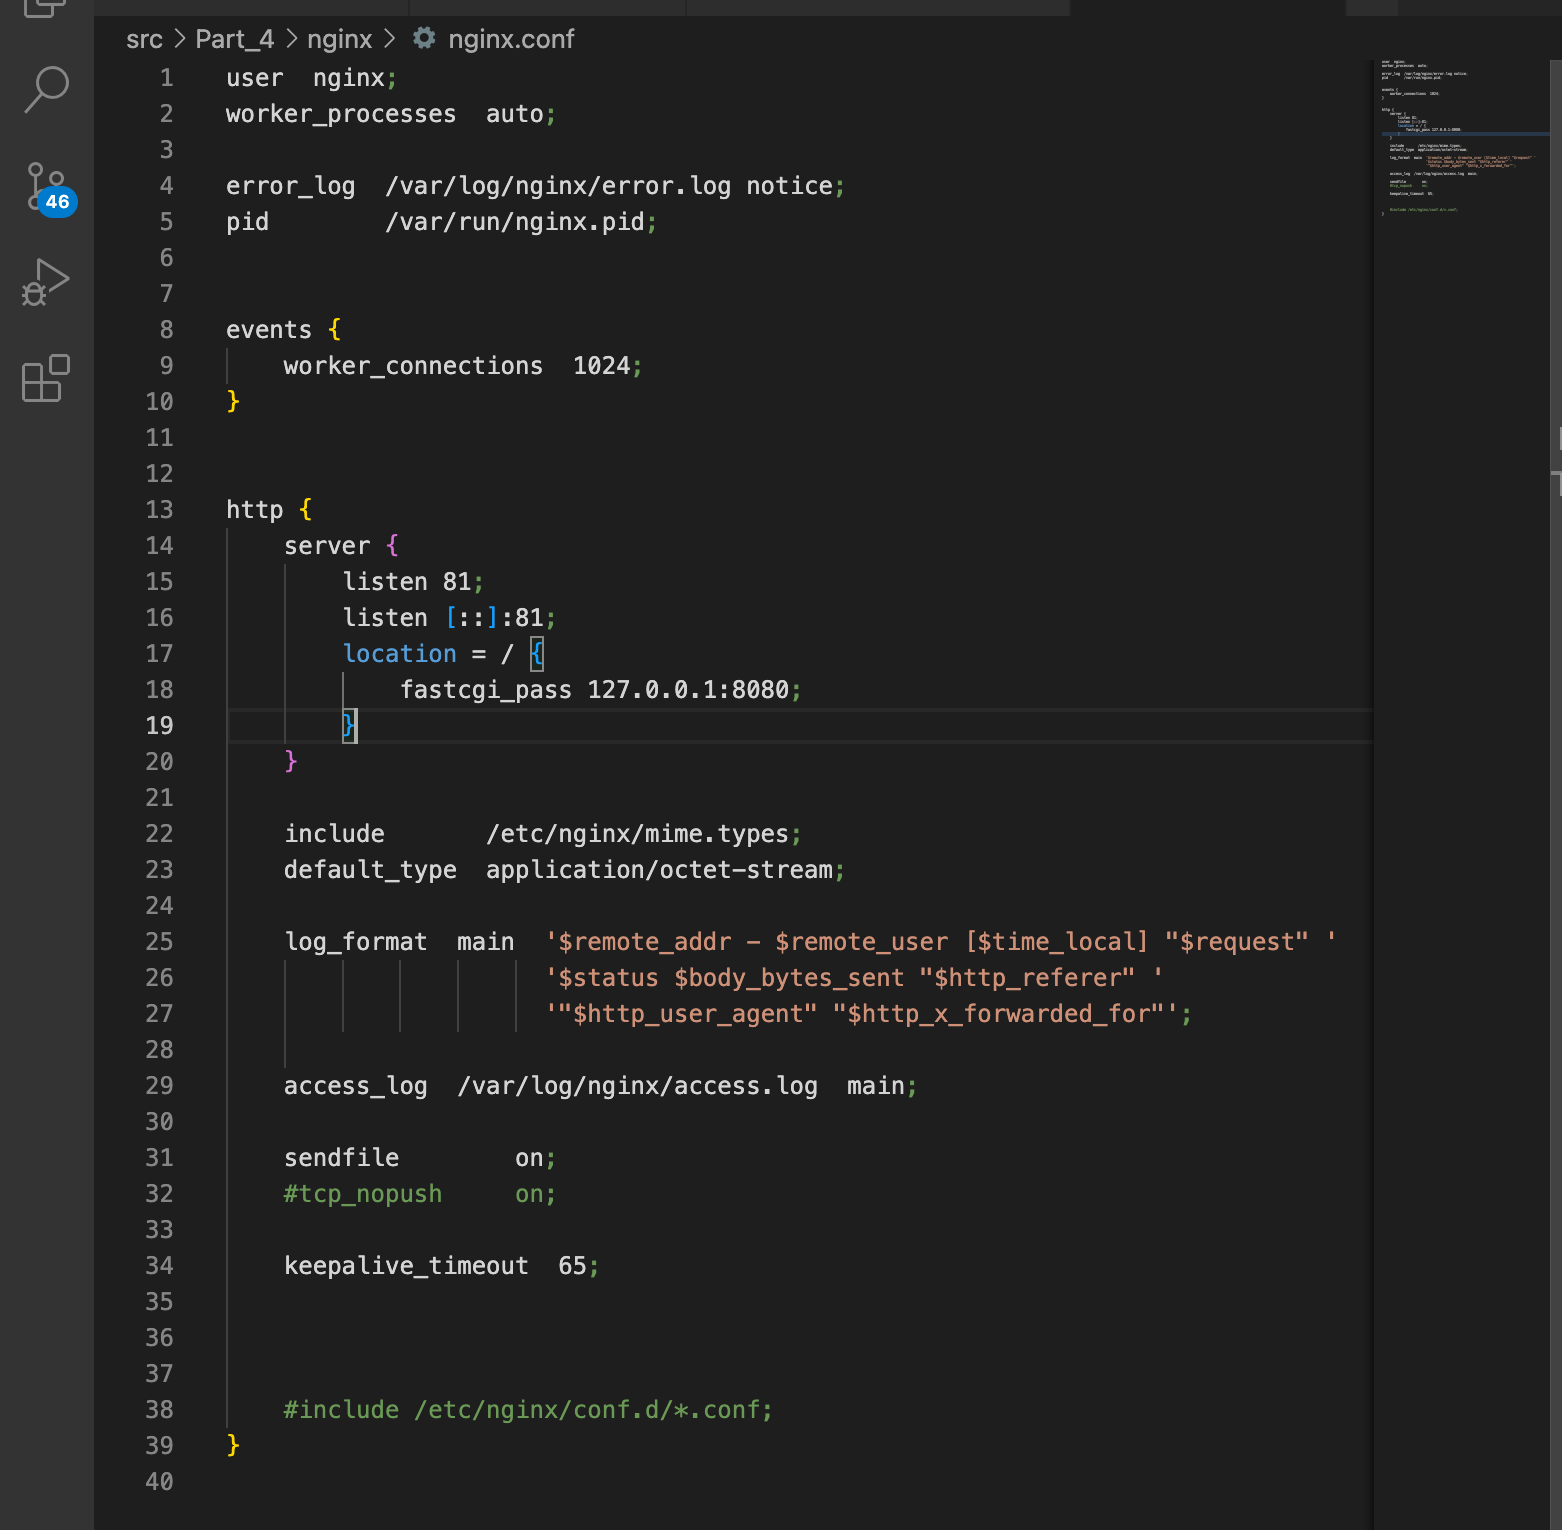 src > Part_4 > nginx > nginx.conf
1 user  nginx;
2 worker_processes  auto;
3
4 error_log  /var/log/nginx/error.log notice;
5 pid        /var/run/nginx.pid;
6
7
8 events {
9     worker_connections  1024;
10 }
11
12
13 http {
14     server {
15         listen 81;
16         listen [::]:81;
17         location = / {
18             fastcgi_pass 127.0.0.1:8080;
19         }
20     }
21
22     include       /etc/nginx/mime.types;
23     default_type  application/octet-stream;
24
25     log_format  main  '$remote_addr - $remote_user [$time_local] "$request" '
26                       '$status $body_bytes_sent "$http_referer" '
27                       '"$http_user_agent" "$http_x_forwarded_for"';
28
29     access_log  /var/log/nginx/access.log  main;
30
31     sendfile        on;
32     #tcp_nopush     on;
33
34     keepalive_timeout  65;
35
36
37
38     #include /etc/nginx/conf.d/*.conf;
39 }
40
46